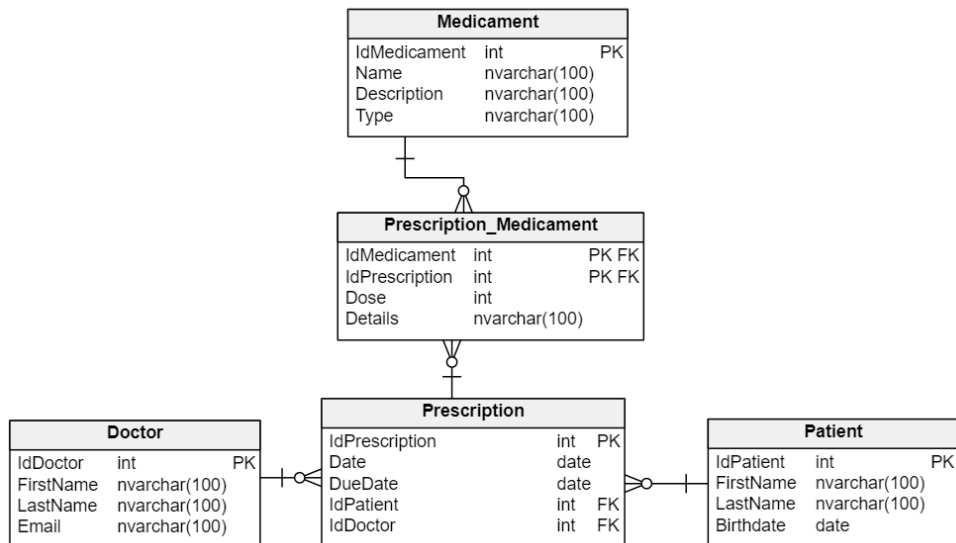 Medicament
IdMedicament int PK
Name nvarchar(100)
Description nvarchar(100)
Type nvarchar(100)
Prescription_Medicament
IdMedicament int PK FK
IdPrescription int PK FK
Dose int
Details nvarchar(100)
Doctor
IdDoctor int PK
FirstName nvarchar(100)
LastName nvarchar(100)
Email nvarchar(100)
Prescription
IdPrescription int PK
Date date
DueDate date
IdPatient int FK
IdDoctor int FK
Patient
IdPatient int PK
FirstName nvarchar(100)
LastName nvarchar(100)
Birthdate date